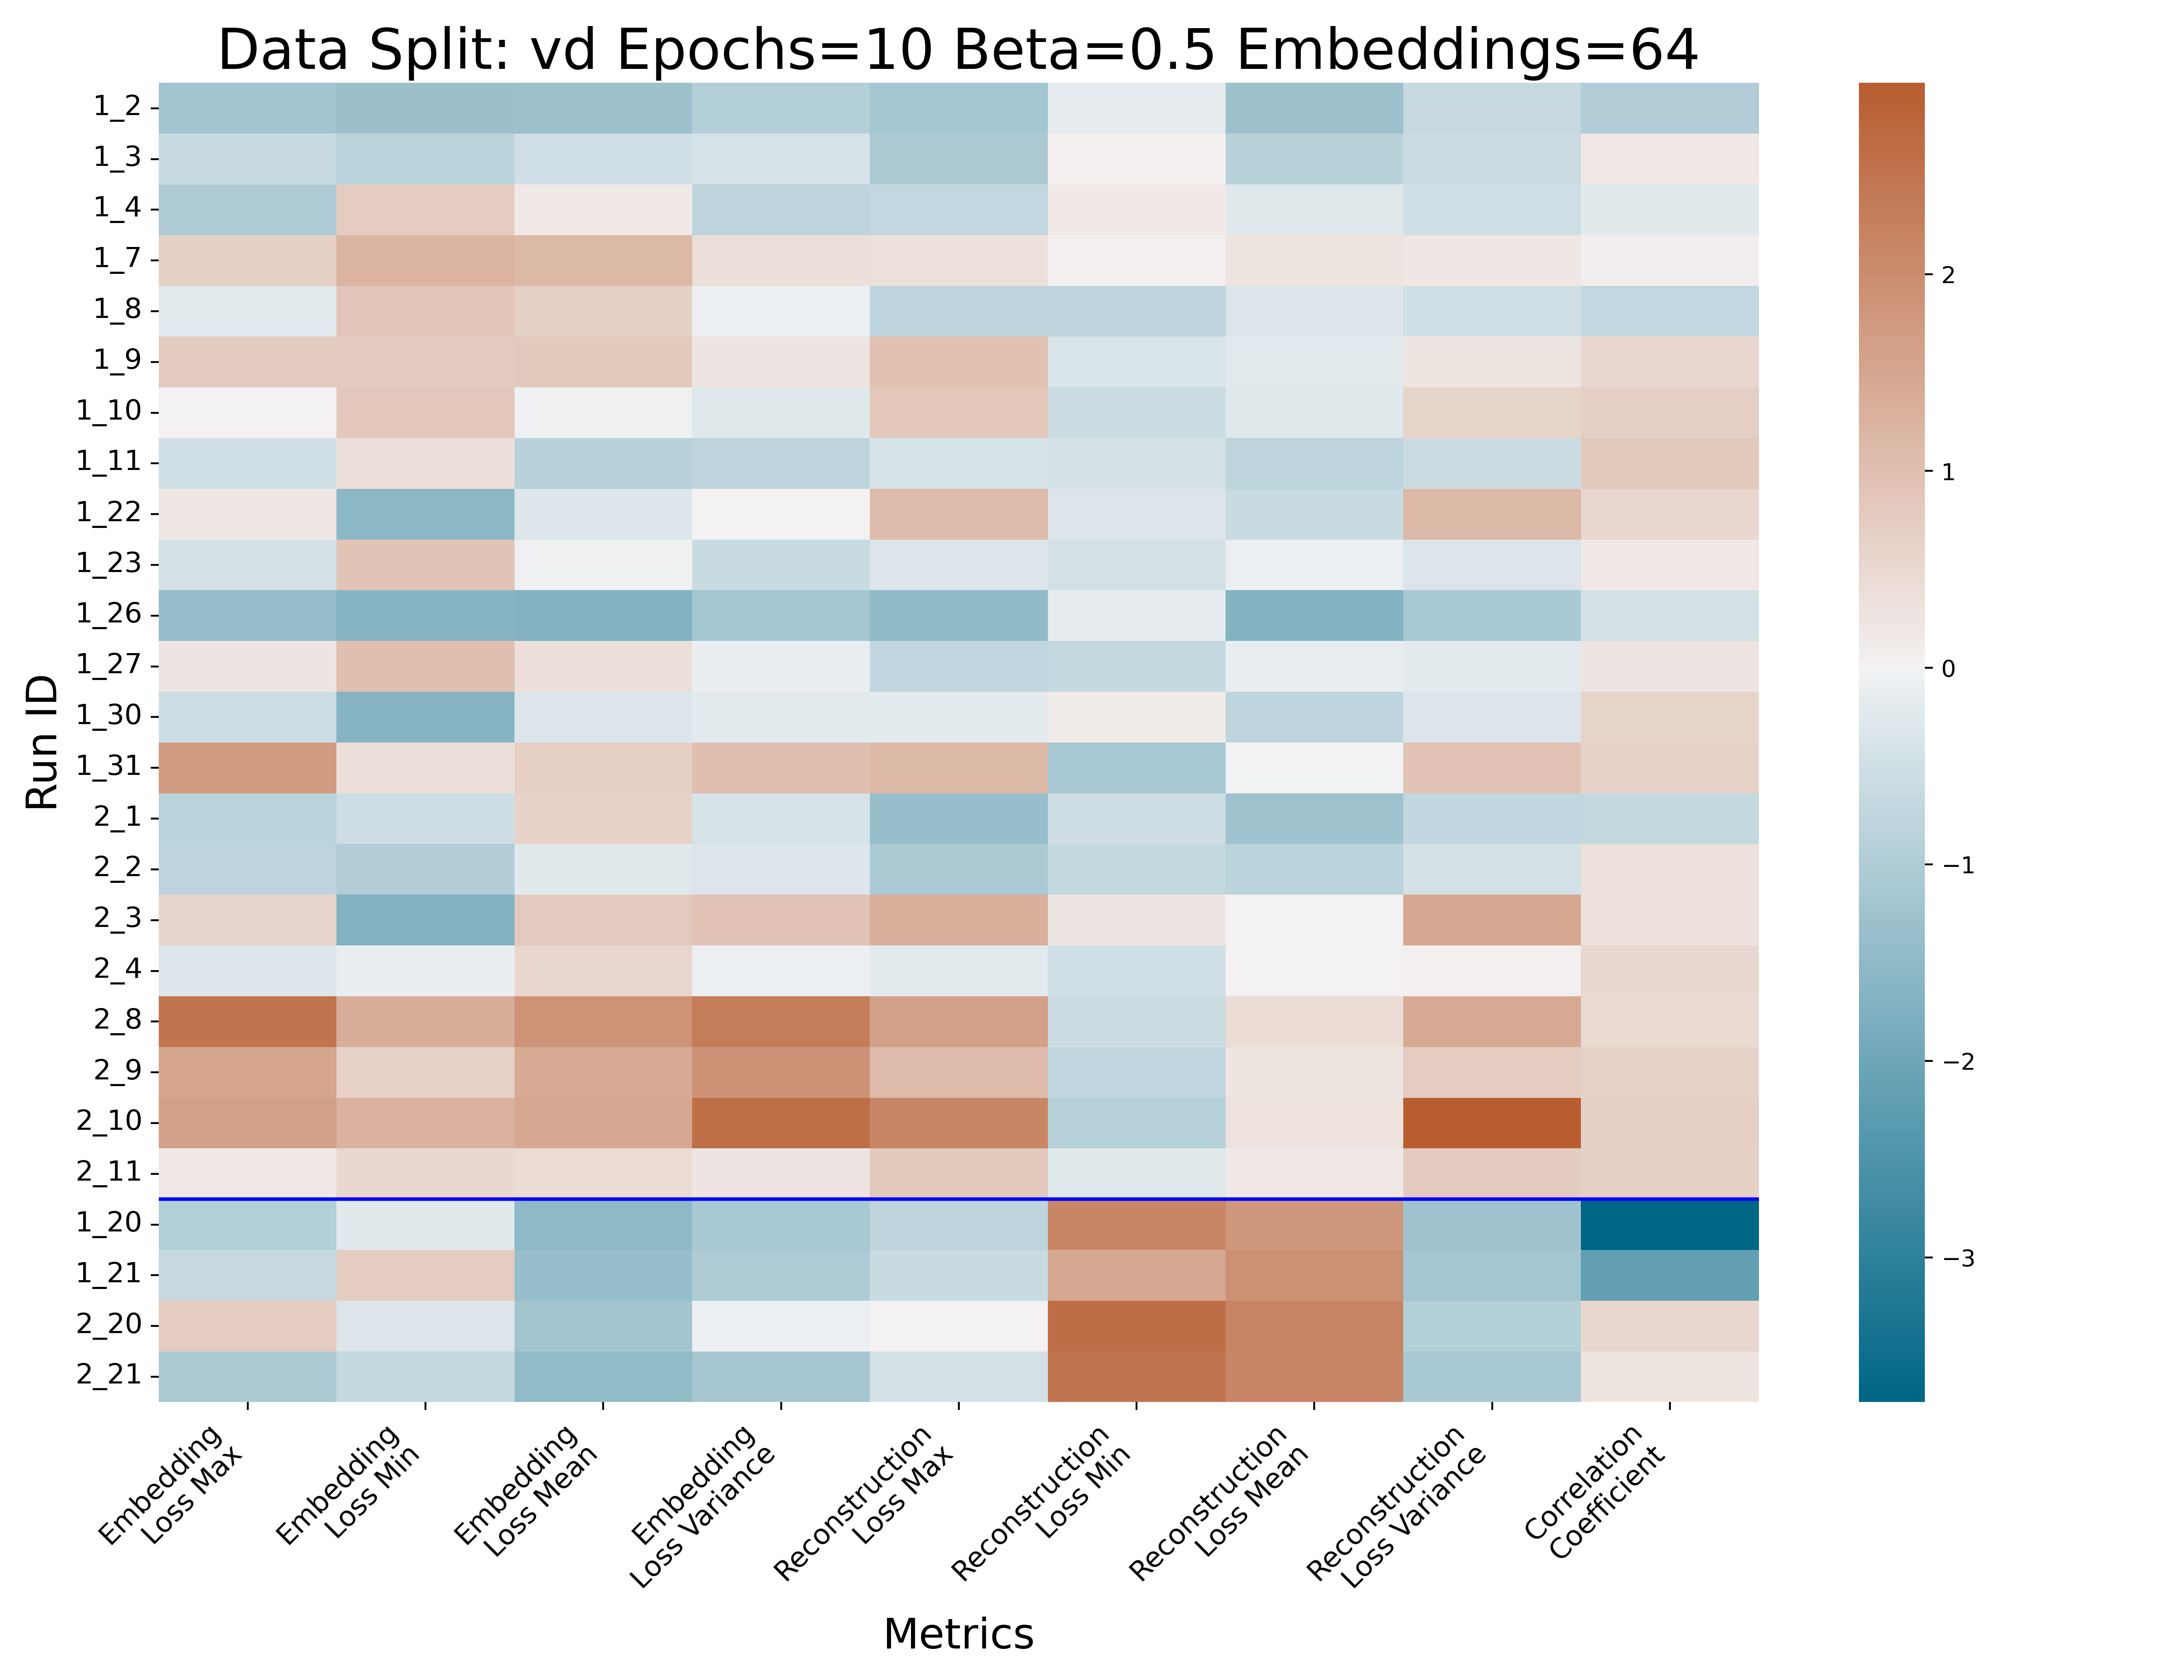 Data Split: vd Epochs=10 Beta=0.5 Embeddings=64
Run ID
1_2
1_3
1_4
1_7
1_8
1_9
1_10
1_11
1_22
1_23
1_26
1_27
1_30
1_31
2_1
2_2
2_3
2_4
2_8
2_9
2_10
2_11
1_20
1_21
2_20
2_21
Embedding
Loss Max
Embedding
Loss Min
Embedding
Loss Mean
Embedding
Loss Variance
Reconstruction
Loss Max
Reconstruction
Loss Min
Reconstruction
Loss Mean
Reconstruction
Loss Variance
Correlation
Coefficient
Metrics
2
1
0
−1
−2
−3